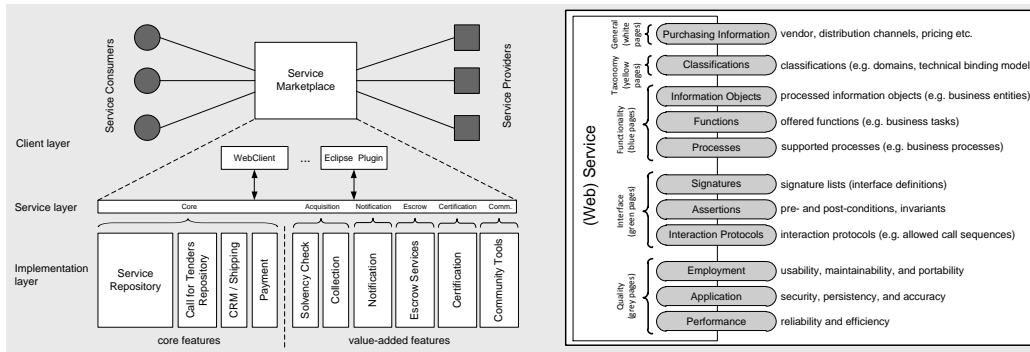 Service Consumers
Service
Marketplace
Service Providers
Client layer
WebClient
...
Eclipse Plugin
Service layer
Core
Acquisition
Notification
Escrow
Certification
Comm.
Implementation
layer
Service
Repository
Call for Tenders
Repository
CRM / Shipping
Payment
Solvency Check
Collection
Notification
Escrow Services
Certification
Community Tools
core features
value-added features
(Web) Service
General
(white
pages)
Purchasing Information
vendor, distribution channels, pricing etc.
Taxonomy
(yellow
pages)
Classifications
classifications (e.g. domains, technical binding model
Functionality
(blue pages)
Information Objects
processed information objects (e.g. business entities)
Functions
offered functions (e.g. business tasks)
Processes
supported processes (e.g. business processes)
Interface
(green pages)
Signatures
signature lists (interface definitions)
Assertions
pre- and post-conditions, invariants
Interaction Protocols
interaction protocols (e.g. allowed call sequences)
Quality
(grey pages)
Employment
usability, maintainability, and portability
Application
security, persistency, and accuracy
Performance
reliability and efficiency